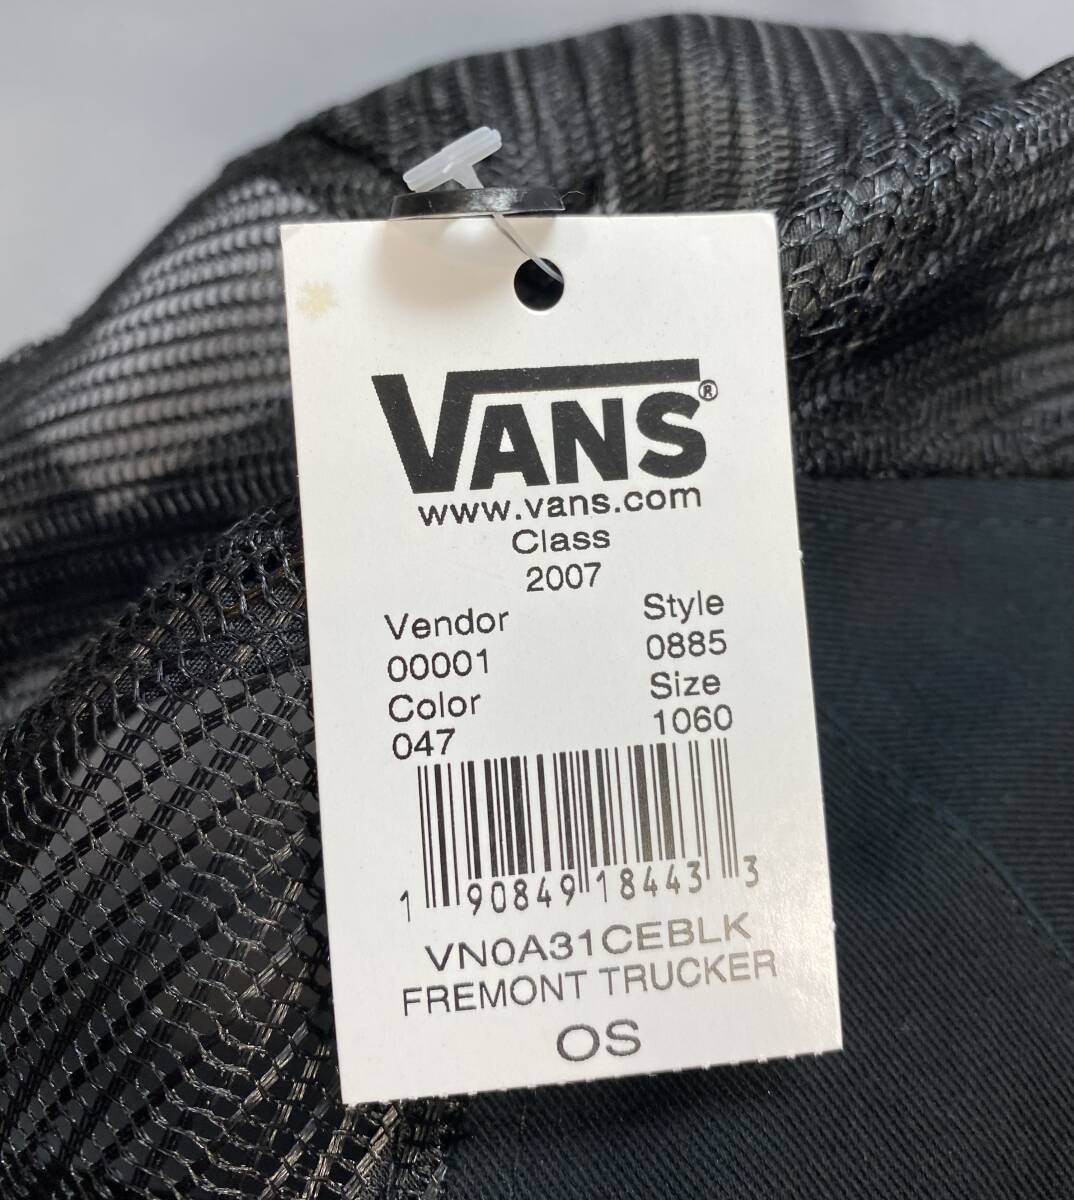 VANS®
www.vans.com
Class
2007
Vendor Style
00001 0885
Color Size
047 1060
1 90849 18443 3
VN0A31CEBLK
FREMONT TRUCKER
OS